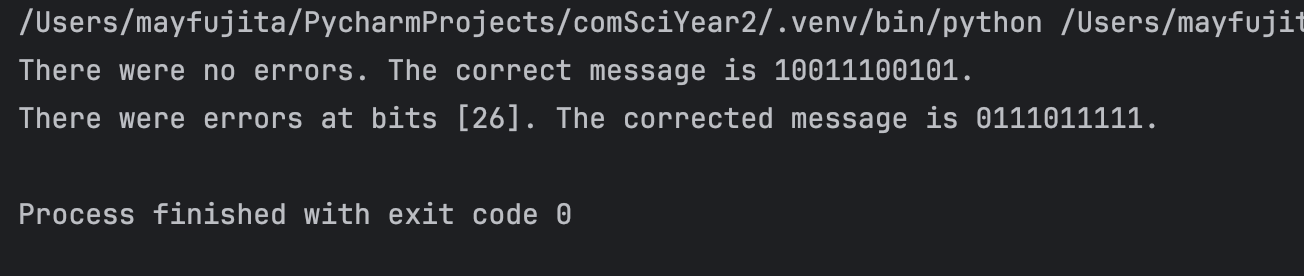 /Users/mayfujita/PycharmProjects/comSciYear2/.venv/bin/python /Users/mayfujit
There were no errors. The correct message is 10011100101.
There were errors at bits [26]. The corrected message is 0111011111.
Process finished with exit code 0